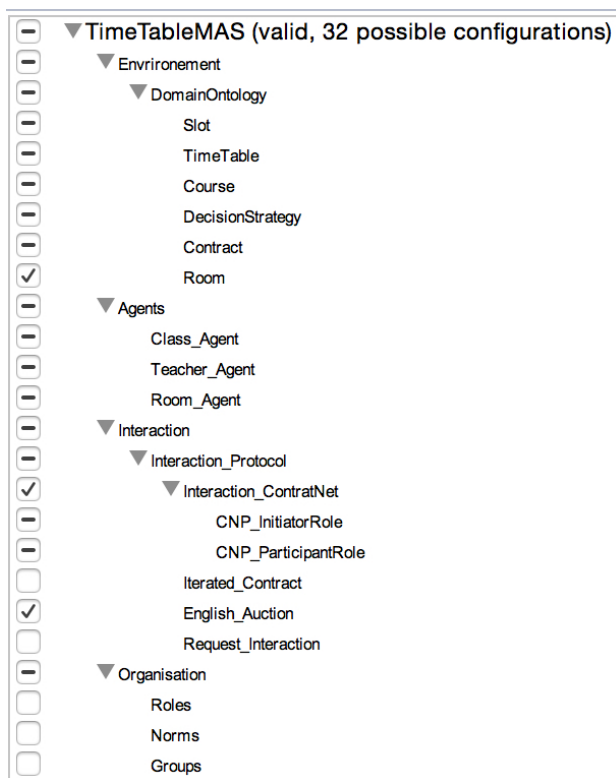 TimeTableMAS (valid, 32 possible configurations)
Envrironement
DomainOntology
Slot
TimeTable
Course
DecisionStrategy
Contract
Room
Agents
Class_Agent
Teacher_Agent
Room_Agent
Interaction
Interaction_Protocol
Interaction_ContratNet
CNP_InitiatorRole
CNP_ParticipantRole
Iterated_Contract
English_Auction
Request_Interaction
Organisation
Roles
Norms
Groups